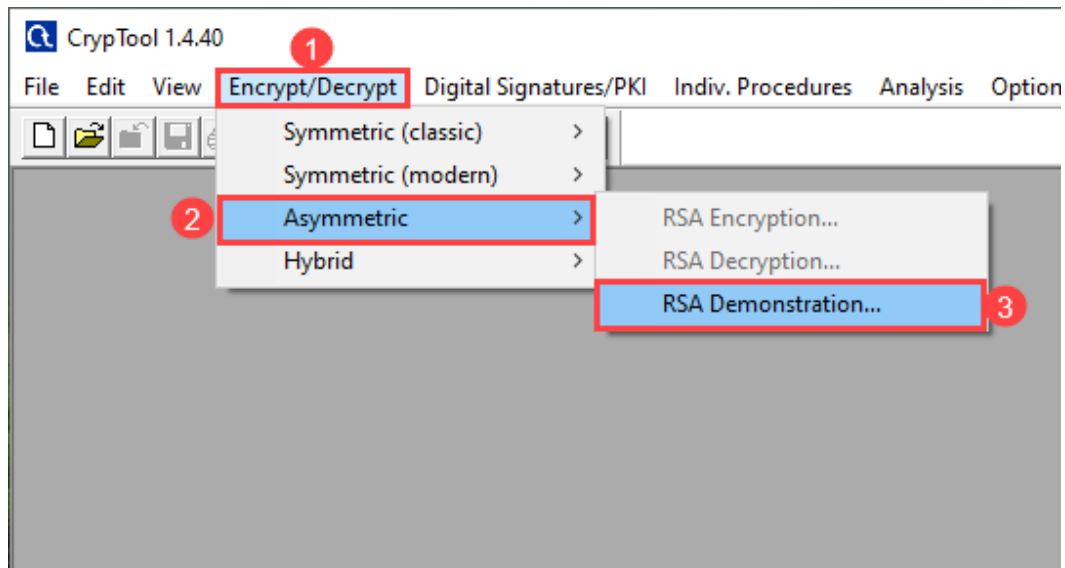 CrypTool 1.4.40
1
File Edit View Encrypt/Decrypt Digital Signatures/PKI Indiv. Procedures Analysis Option
Symmetric (classic) >
Symmetric (modern) >
2 Asymmetric > RSA Encryption...
Hybrid > RSA Decryption...
RSA Demonstration... 3